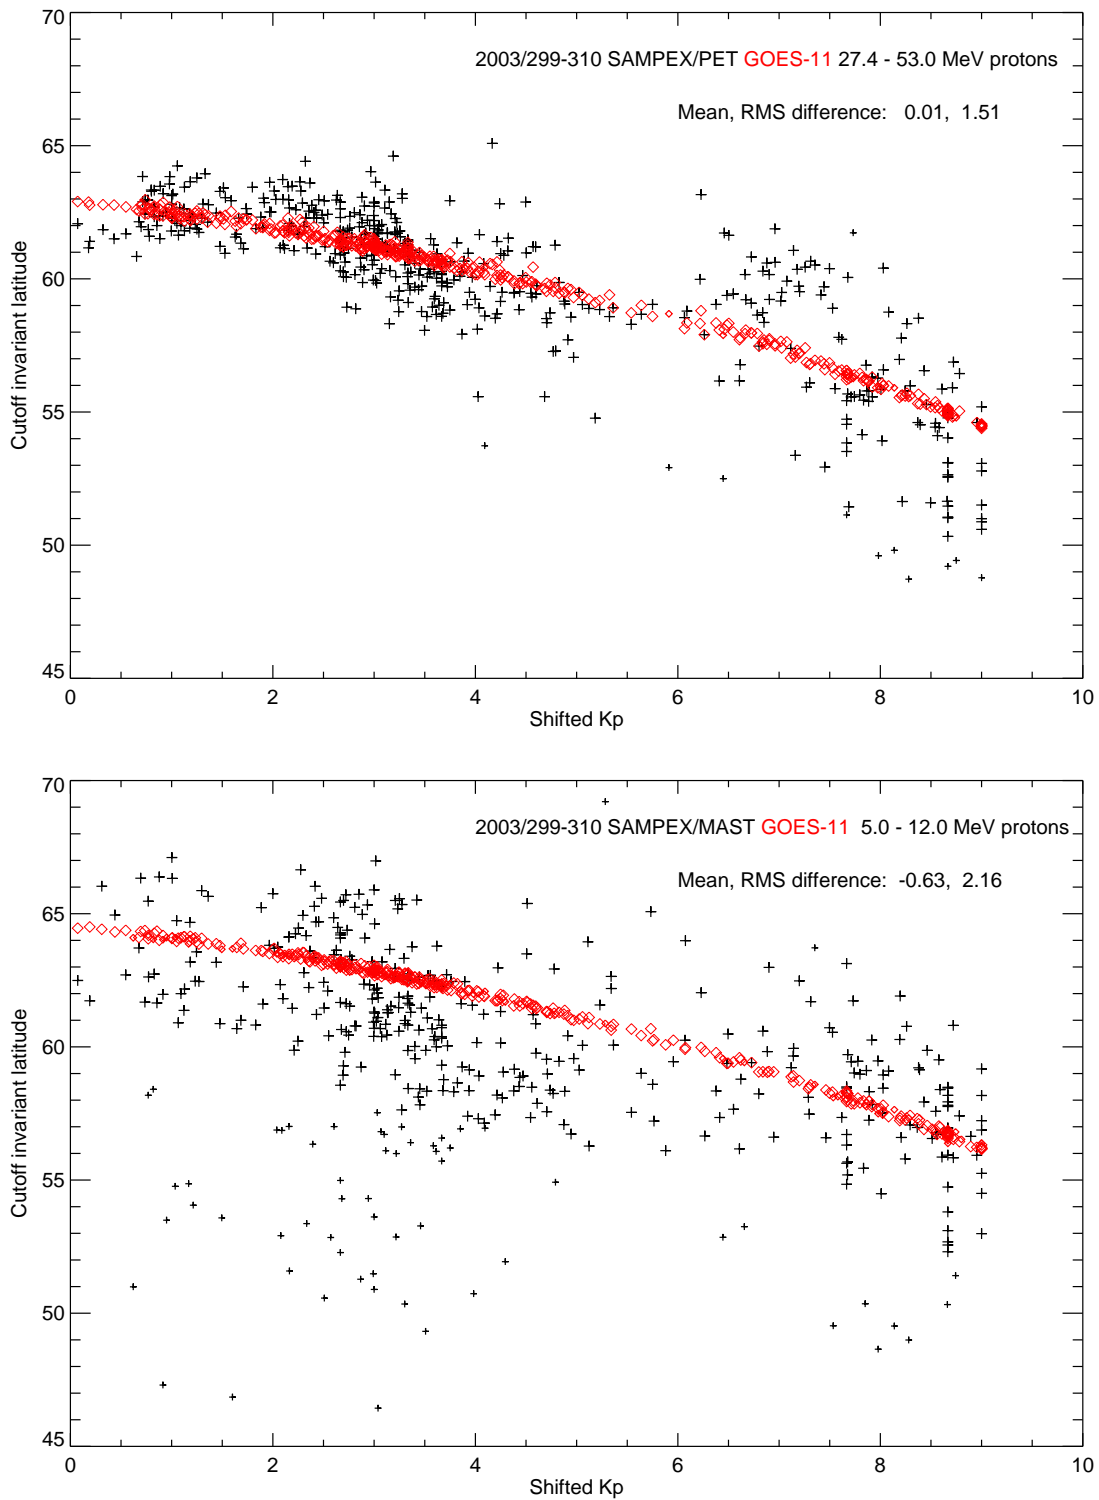 70
2003/299-310 SAMPEX/PET GOES-11 27.4 - 53.0 MeV protons
Mean, RMS difference: 0.01, 1.51
65
60
55
50
45
Cutoff invariant latitude
0 2 4 6 8 10
Shifted Kp
70
2003/299-310 SAMPEX/MAST GOES-11 5.0 - 12.0 MeV protons
Mean, RMS difference: -0.63, 2.16
65
60
55
50
45
Cutoff invariant latitude
0 2 4 6 8 10
Shifted Kp